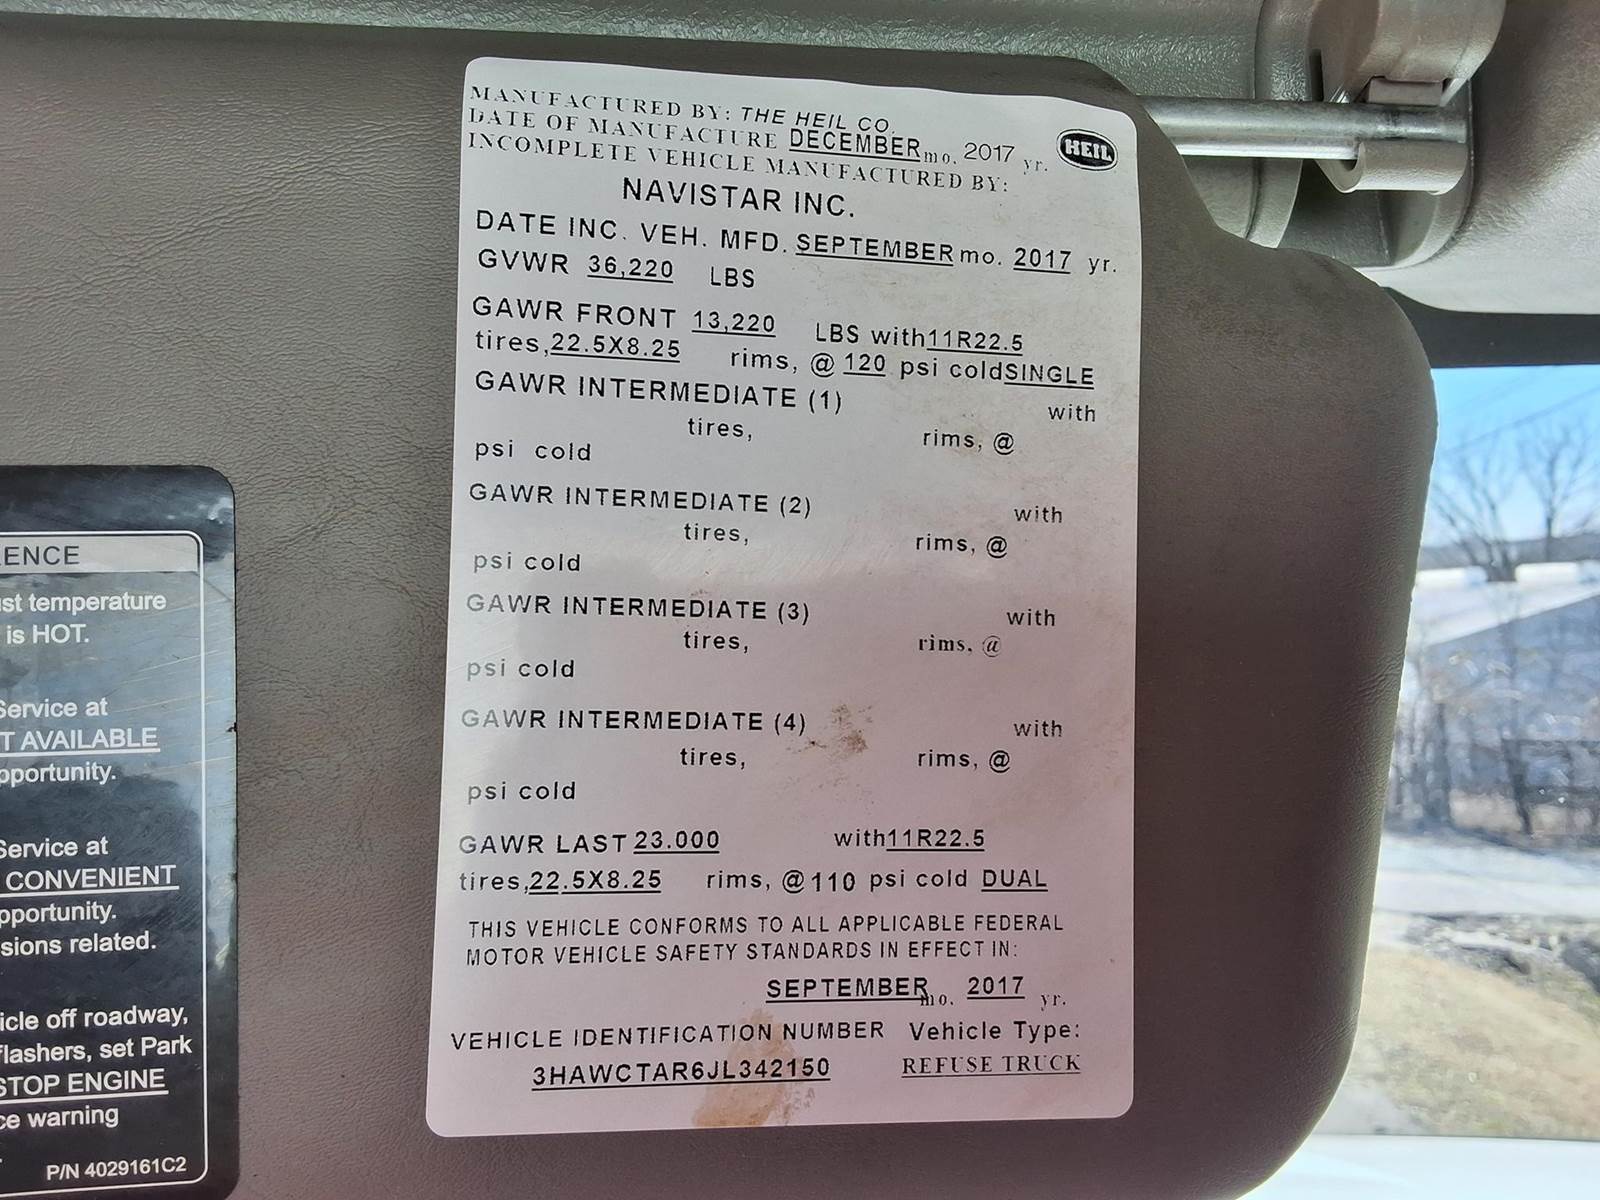 MANUFACTURED BY: THE HEIL CO.
DATE OF MANUFACTURE DECEMBER mo. 2017 yr.
HEIL
INCOMPLETE VEHICLE MANUFACTURED BY:
NAVISTAR INC.
DATE INC. VEH. MFD. SEPTEMBER mo. 2017 yr.
GVWR 36,220 LBS
GAWR FRONT 13,220 LBS with 11R22.5
tires, 22.5X8.25 rims, @ 120 psi cold SINGLE
GAWR INTERMEDIATE (1) with
tires, rims, @
psi cold
GAWR INTERMEDIATE (2) with
tires, rims, @
psi cold
GAWR INTERMEDIATE (3) with
tires, rims, @
psi cold
GAWR INTERMEDIATE (4) with
tires, rims, @
psi cold
GAWR LAST 23.000 with 11R22.5
tires, 22.5X8.25 rims, @ 110 psi cold DUAL
THIS VEHICLE CONFORMS TO ALL APPLICABLE FEDERAL
MOTOR VEHICLE SAFETY STANDARDS IN EFFECT IN:
SEPTEMBER mo. 2017 yr.
VEHICLE IDENTIFICATION NUMBER Vehicle Type:
3HAWCTAR6JL342150 REFUSE TRUCK
ENCE
st temperature
is HOT.
Service at
T AVAILABLE
pportunity.
Service at
CONVENIENT
pportunity.
sions related.
icle off roadway,
flashers, set Park
STOP ENGINE
ce warning
P/N 4029161C2